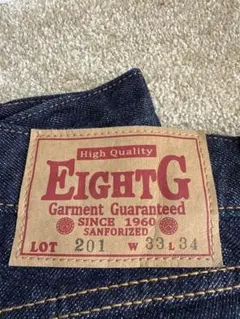 High Quality
EIGHTG
Garment Guaranteed
SINCE 1960
SANFORIZED
LOT 201 W 33 L 34